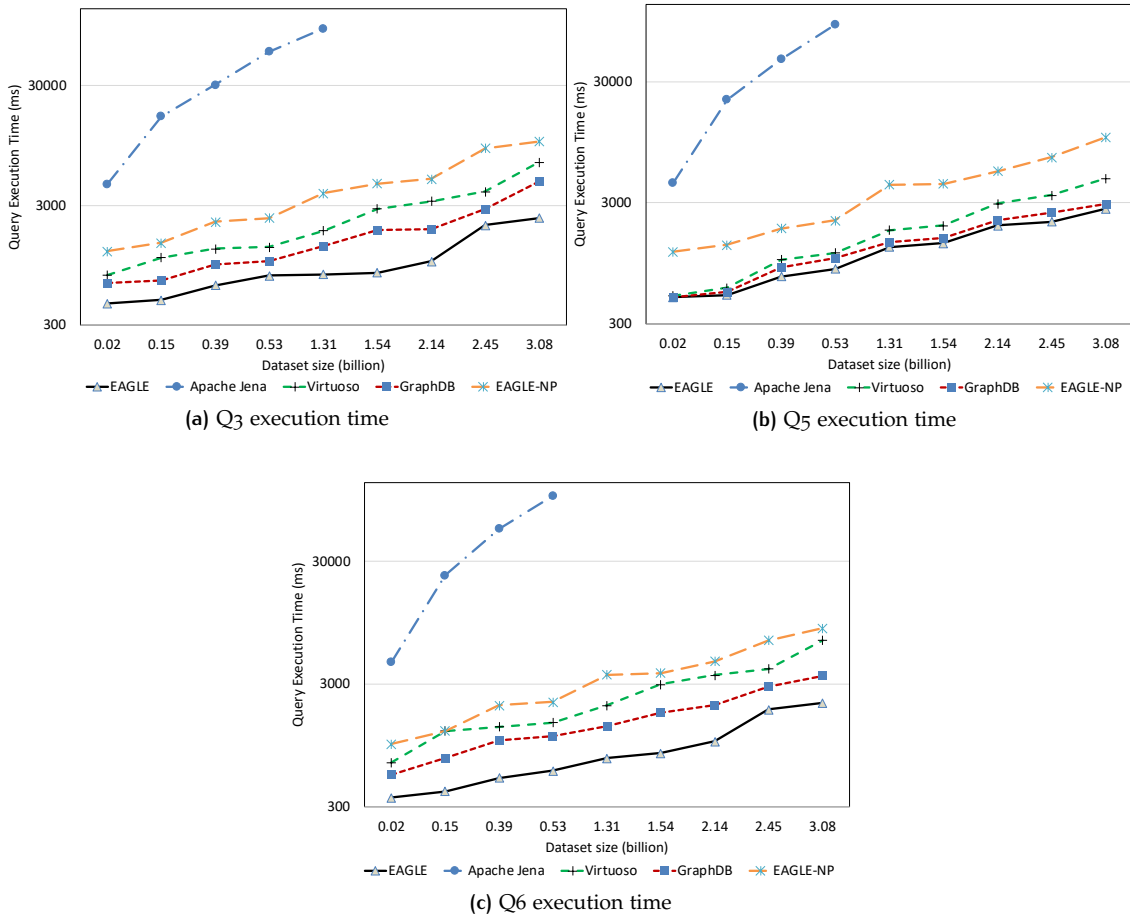 30000
3000
300
Query Execution Time (ms)
0.02 0.15 0.39 0.53 1.31 1.54 2.14 2.45 3.08
Dataset size (billion)
EAGLE Apache Jena Virtuoso GraphDB EAGLE-NP
(a) Q3 execution time
30000
3000
300
Query Execution Time (ms)
0.02 0.15 0.39 0.53 1.31 1.54 2.14 2.45 3.08
Dataset size (billion)
EAGLE Apache Jena Virtuoso GraphDB EAGLE-NP
(b) Q5 execution time
30000
3000
300
Query Execution Time (ms)
0.02 0.15 0.39 0.53 1.31 1.54 2.14 2.45 3.08
Dataset size (billion)
EAGLE Apache Jena Virtuoso GraphDB EAGLE-NP
(c) Q6 execution time